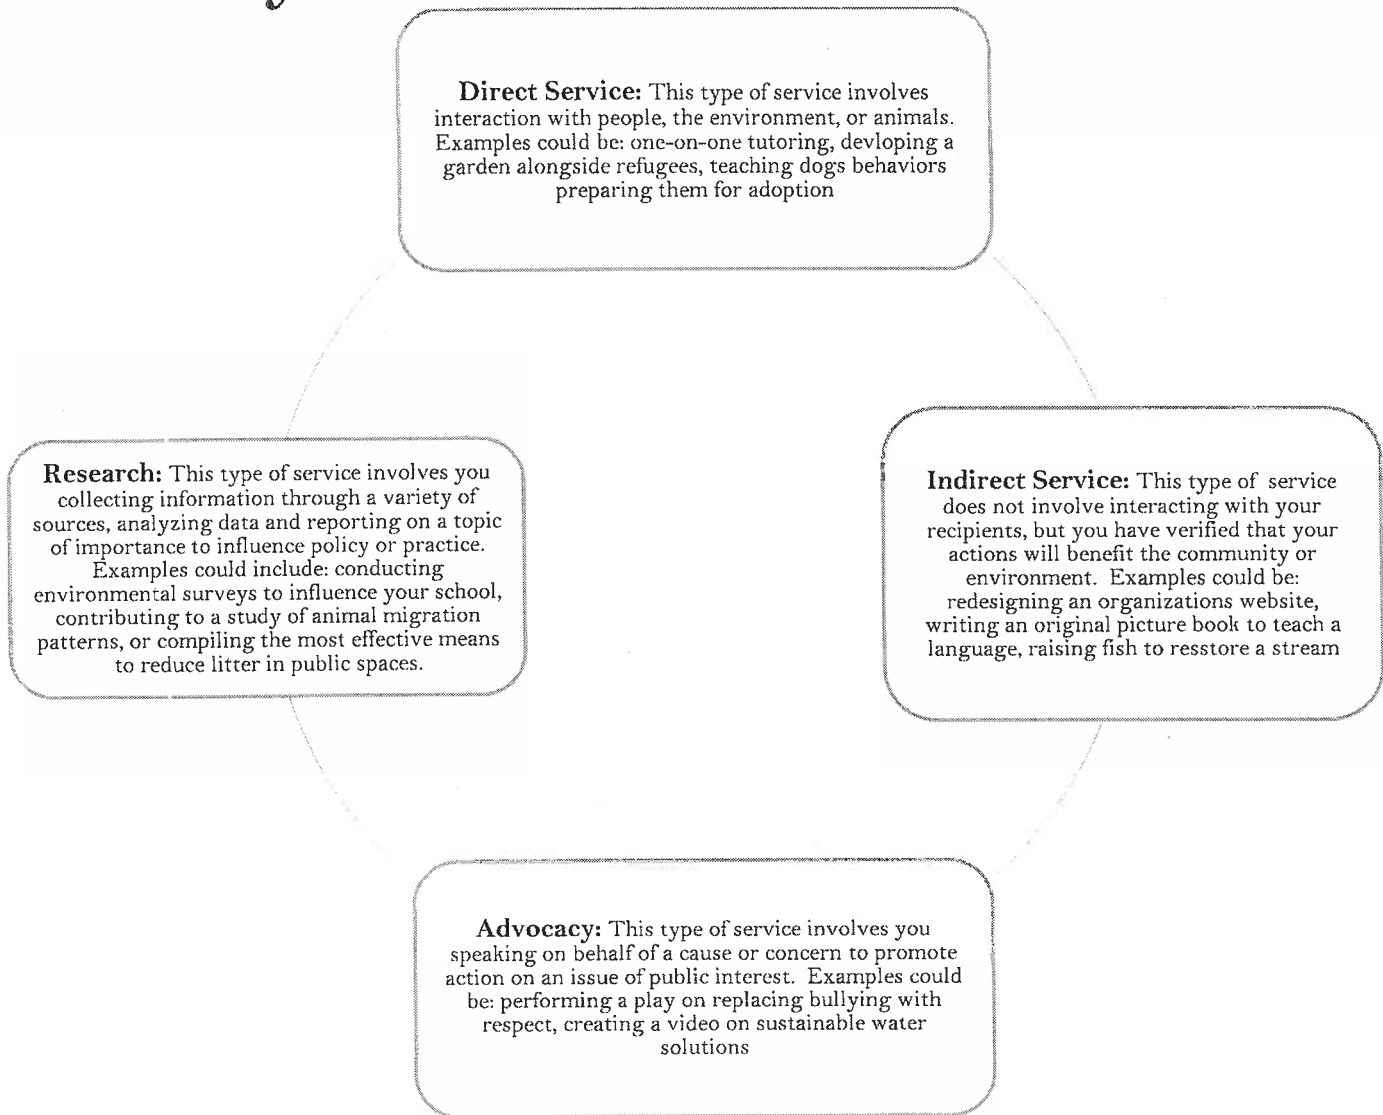 Direct Service: This type of service involves
interaction with people, the environment, or animals.
Examples could be: one-on-one tutoring, devloping a
garden alongside refugees, teaching dogs behaviors
preparing them for adoption
Research: This type of service involves you
collecting information through a variety of
sources, analyzing data and reporting on a topic
of importance to influence policy or practice.
Examples could include: conducting
environmental surveys to influence your school,
contributing to a study of animal migration
patterns, or compiling the most effective means
to reduce litter in public spaces.
Indirect Service: This type of service
does not involve interacting with your
recipients, but you have verified that your
actions will benefit the community or
environment. Examples could be:
redesigning an organizations website,
writing an original picture book to teach a
language, raising fish to resstore a stream
Advocacy: This type of service involves you
speaking on behalf of a cause or concern to promote
action on an issue of public interest. Examples could
be: performing a play on replacing bullying with
respect, creating a video on sustainable water
solutions